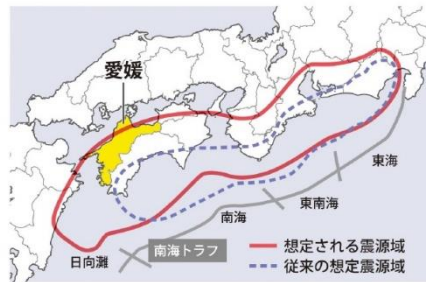 愛媛
東海
東南海
南海
日向灘
南海トラフ
想定される震源域
従来の想定震源域